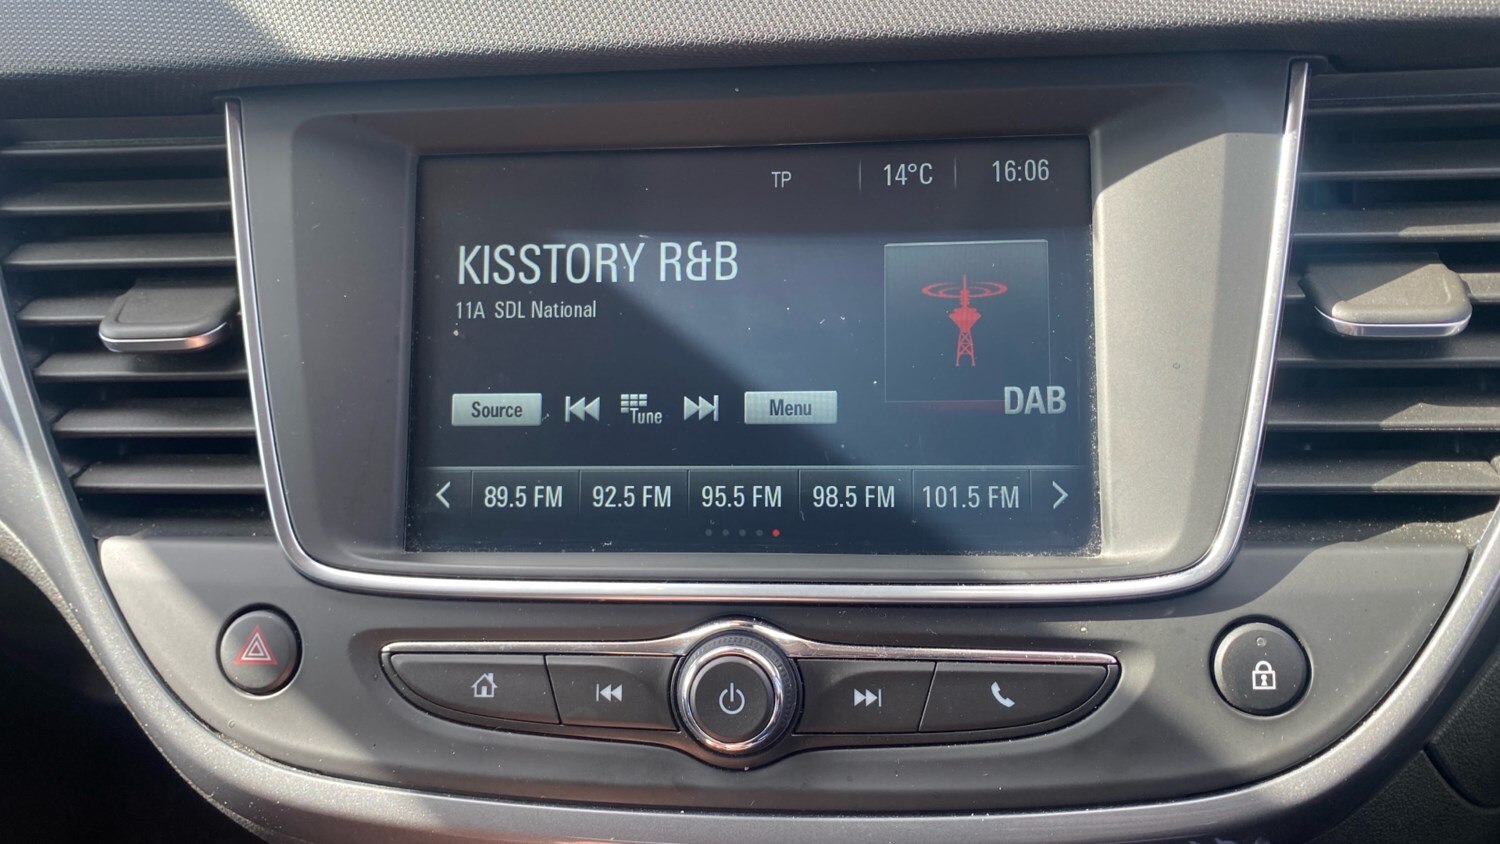 TP 14°C 16:06
KISSTORY R&B
11A SDL National
DAB
Source Tune Menu
89.5 FM 92.5 FM 95.5 FM 98.5 FM 101.5 FM